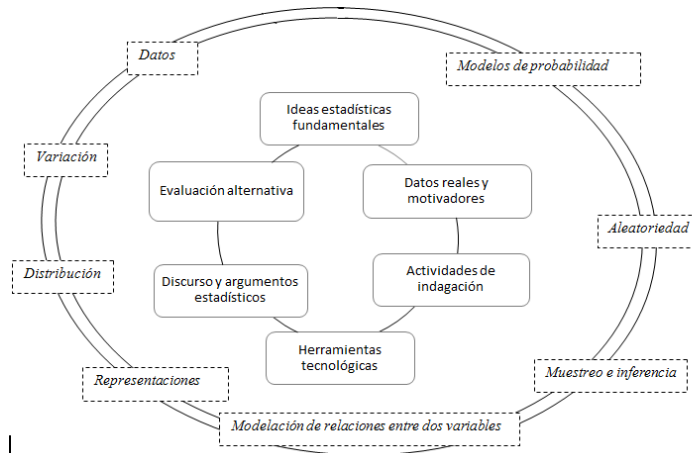 Datos
Modelos de probabilidad
Ideas estadísticas
fundamentales
Variación
Evaluación alternativa
Datos reales y
motivadores
Aleatoriedad
Distribución
Discurso y argumentos
estadísticos
Actividades de
indagación
Herramientas
tecnológicas
Representaciones
Muestreo e inferencia
Modelación de relaciones entre dos variables